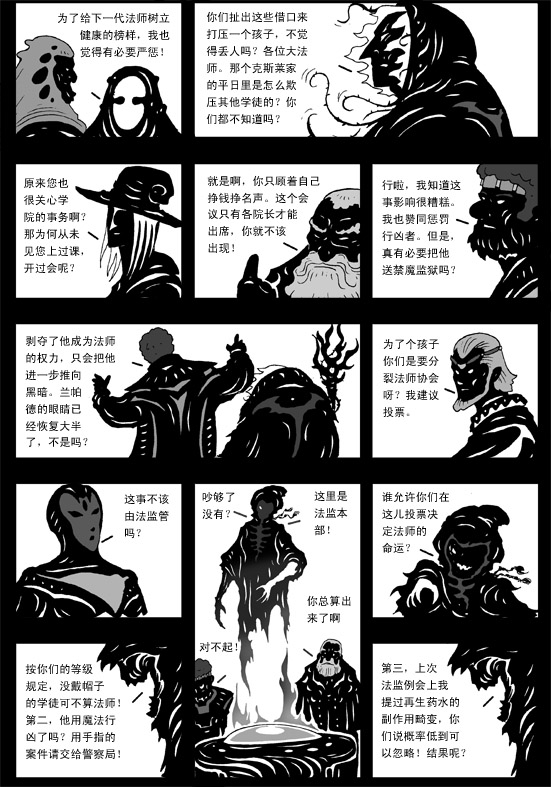 为了给下一代法师树立
健康的榜样，我也
觉得有必要严惩！
你们扯出这些借口来
打压一个孩子，不觉
得丢人吗？各位大法
师。那个克斯莱家
的平日里是怎么欺
压其他学徒的？你
们都不知道吗？
原来您也
很关心学
院的事务啊？
那为何从未
见您上过课，
开过会呢？
就是啊，你只顾着自己
挣钱挣名声。这个会
议只有各院长才能
出席，你就不该
出现！
行啦，我知道这
事影响很糟糕。
我也赞同惩罚
行凶者。但是，
真有必要把他
送禁魔监狱吗？
剥夺了他成为法师
的权力，只会把他
进一步推向
黑暗。兰帕
德的眼睛已
经恢复大半
了，不是吗？
为了个孩子
你们是要分
裂法师协会
呀？我建议
投票。
这事不该
由法监管
吗？
吵够了
没有？
这里是
法监本
部！
你总算出
来了啊
对不起！
谁允许你们在
这儿投票决
定法师的
命运？
按你们的等级
规定，没戴帽子
的学徒可不算法师！
第二，他用魔法行
凶了吗？用手指的
案件请交给警察局！
第三，上次
法监例会上我
提过再生药水的
副作用畸变，你
们说概率低到可
以忽略！结果呢？